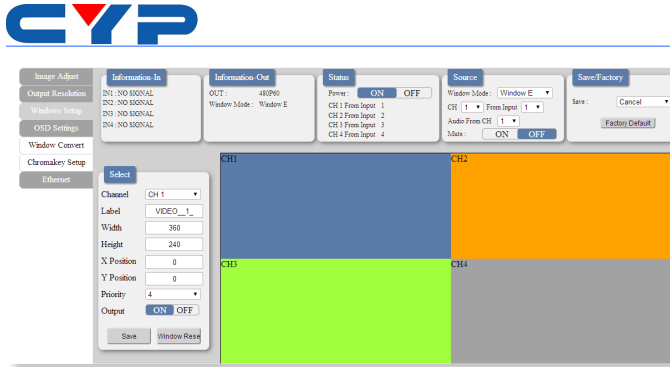 CYP
Image Adjust
Output Resolution
Windows Setup
OSD Settings
Window Convert
Chromakey Setup
Ethernet
Information-In
IN1 : NO SIGNAL
IN2 : NO SIGNAL
IN3 : NO SIGNAL
IN4 : NO SIGNAL
Information-Out
OUT : 480P60
Window Mode : Window E
Status
Power : ON OFF
CH 1 From Input 1
CH 2 From Input 2
CH 3 From Input 3
CH 4 From Input 4
Source
Window Mode : Window E
CH 1 From Input 1
Audio From CH 1
Mute : ON OFF
Save/Factory
Save : Cancel
Factory Default
Select
Channel CH 1
Label VIDEO__1_
Width 360
Height 240
X Position 0
Y Position 0
Priority 4
Output ON OFF
Save Window Rese
CH1
CH2
CH3
CH4